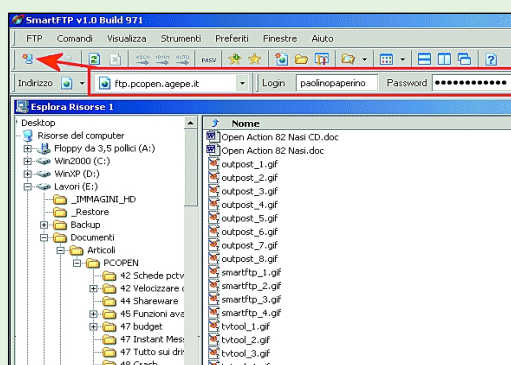 SmartFTP v1.0 Build 971
FTP Comandi Visualizza Strumenti Preferiti Finestre Aiuto
PASV
Indirizzo ftp.pcopen.agepe.it Login paolinopaperino Password ••••••••••••
Esplora Risorse 1
Desktop
Risorse del computer
Floppy da 3,5 pollici (A:)
Win2000 (C:)
WinXP (D:)
Lavori (E:)
_IMMAGINI_HD
_Restore
Backup
Documenti
Articoli
PCOPEN
42 Schede pctv
42 Velocizzare
44 Shareware
45 Funzioni ava
47 budget
47 Instant Mes
47 Tutto sui dri
48 Crash
Nome
Open Action 82 Nasi CD.doc
Open Action 82 Nasi.doc
outpost_1.gif
outpost_2.gif
outpost_3.gif
outpost_4.gif
outpost_5.gif
outpost_6.gif
outpost_7.gif
outpost_8.gif
smartftp_1.gif
smartftp_2.gif
smartftp_3.gif
smartftp_4.gif
tvtool_1.gif
tvtool_2.gif
tvtool_3.gif